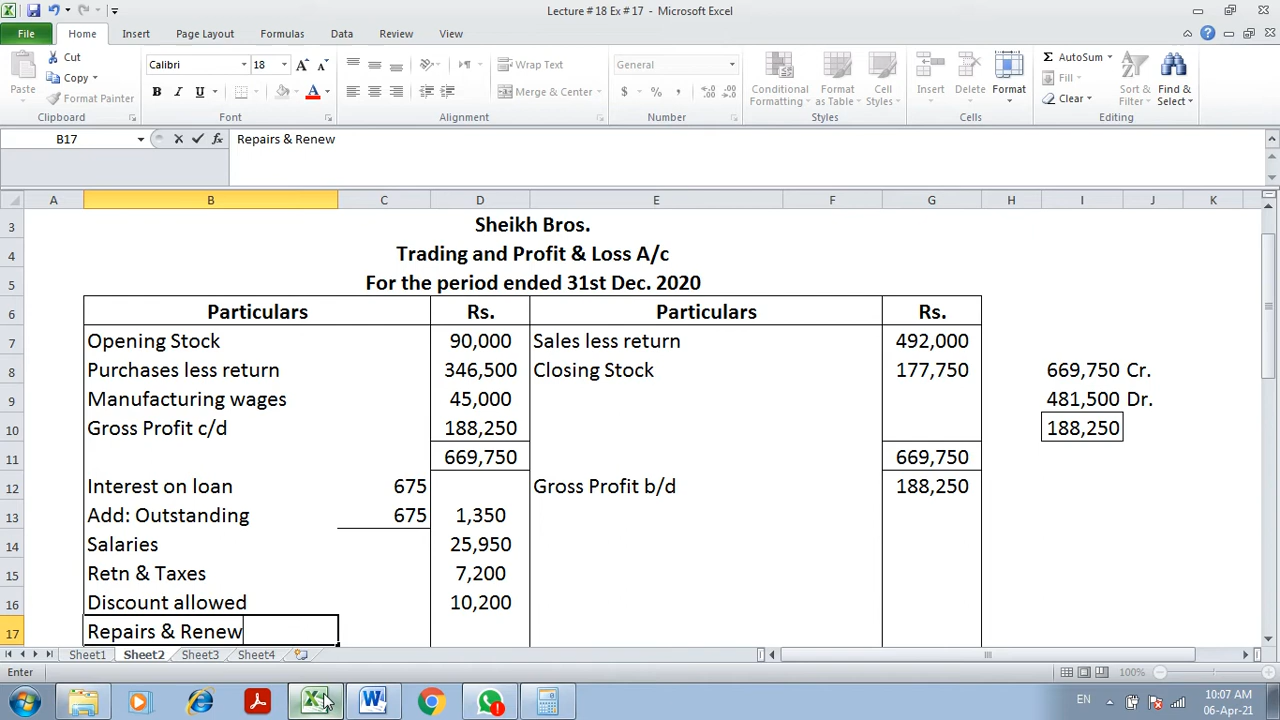 Lecture # 18 Ex # 17 - Microsoft Excel
File Home Insert Page Layout Formulas Data Review View
Cut
Copy
Format Painter
Paste
Clipboard
Calibri 18
B I U
Font
Wrap Text
Merge & Center
Alignment
General
$ % ,
Number
Conditional Formatting
Format as Table
Cell Styles
Styles
Insert Delete Format
Cells
AutoSum
Fill
Clear
Sort & Filter
Find & Select
Editing
B17 fx Repairs & Renew
A B C D E F G H I J K
3 Sheikh Bros.
4 Trading and Profit & Loss A/c
5 For the period ended 31st Dec. 2020
6 Particulars Rs. Particulars Rs.
7 Opening Stock 90,000 Sales less return 492,000
8 Purchases less return 346,500 Closing Stock 177,750 669,750 Cr.
9 Manufacturing wages 45,000 481,500 Dr.
10 Gross Profit c/d 188,250 188,250
11 669,750 669,750
12 Interest on loan 675 Gross Profit b/d 188,250
13 Add: Outstanding 675 1,350
14 Salaries 25,950
15 Retn & Taxes 7,200
16 Discount allowed 10,200
17 Repairs & Renew
Sheet1 Sheet2 Sheet3 Sheet4
Enter 100%
EN 10:07 AM
06-Apr-21